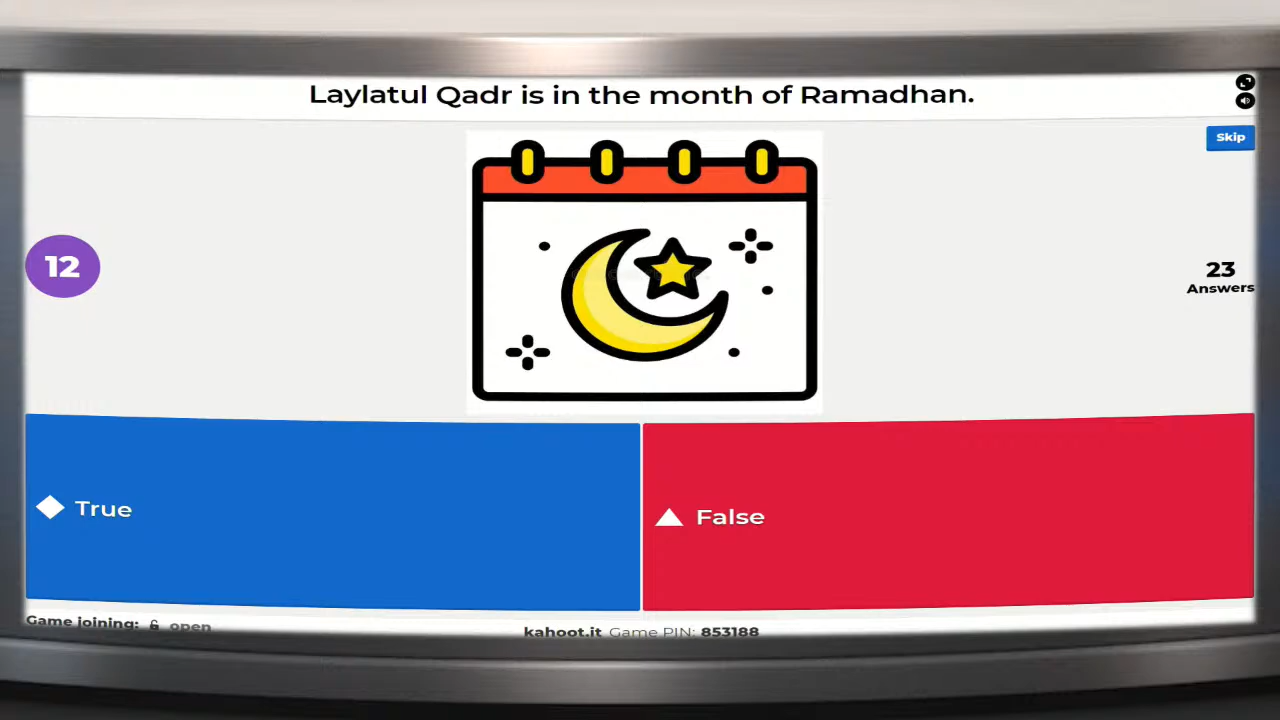 Laylatul Qadr is in the month of Ramadhan.
Skip
12
23
Answers
True
False
Game joining: open
kahoot.it Game PIN: 853188